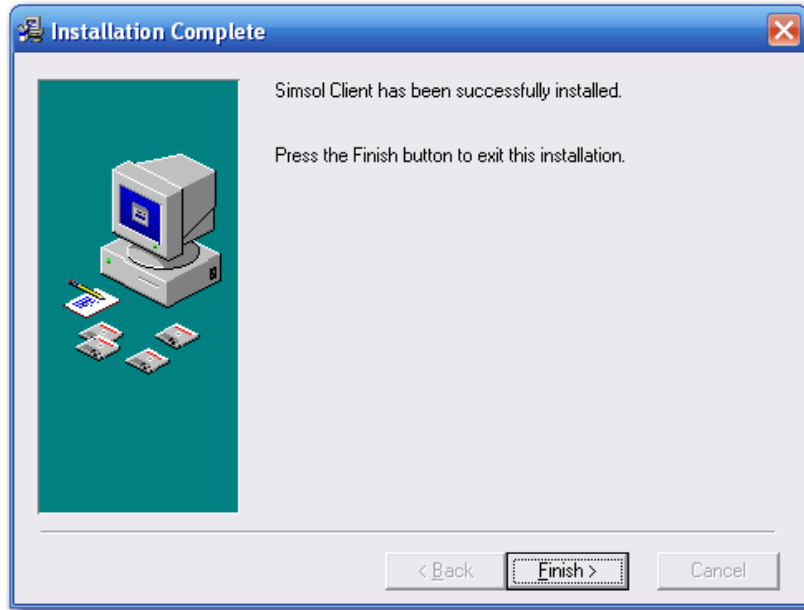 Installation Complete
Simsol Client has been successfully installed.
Press the Finish button to exit this installation.
< Back
Finish >
Cancel